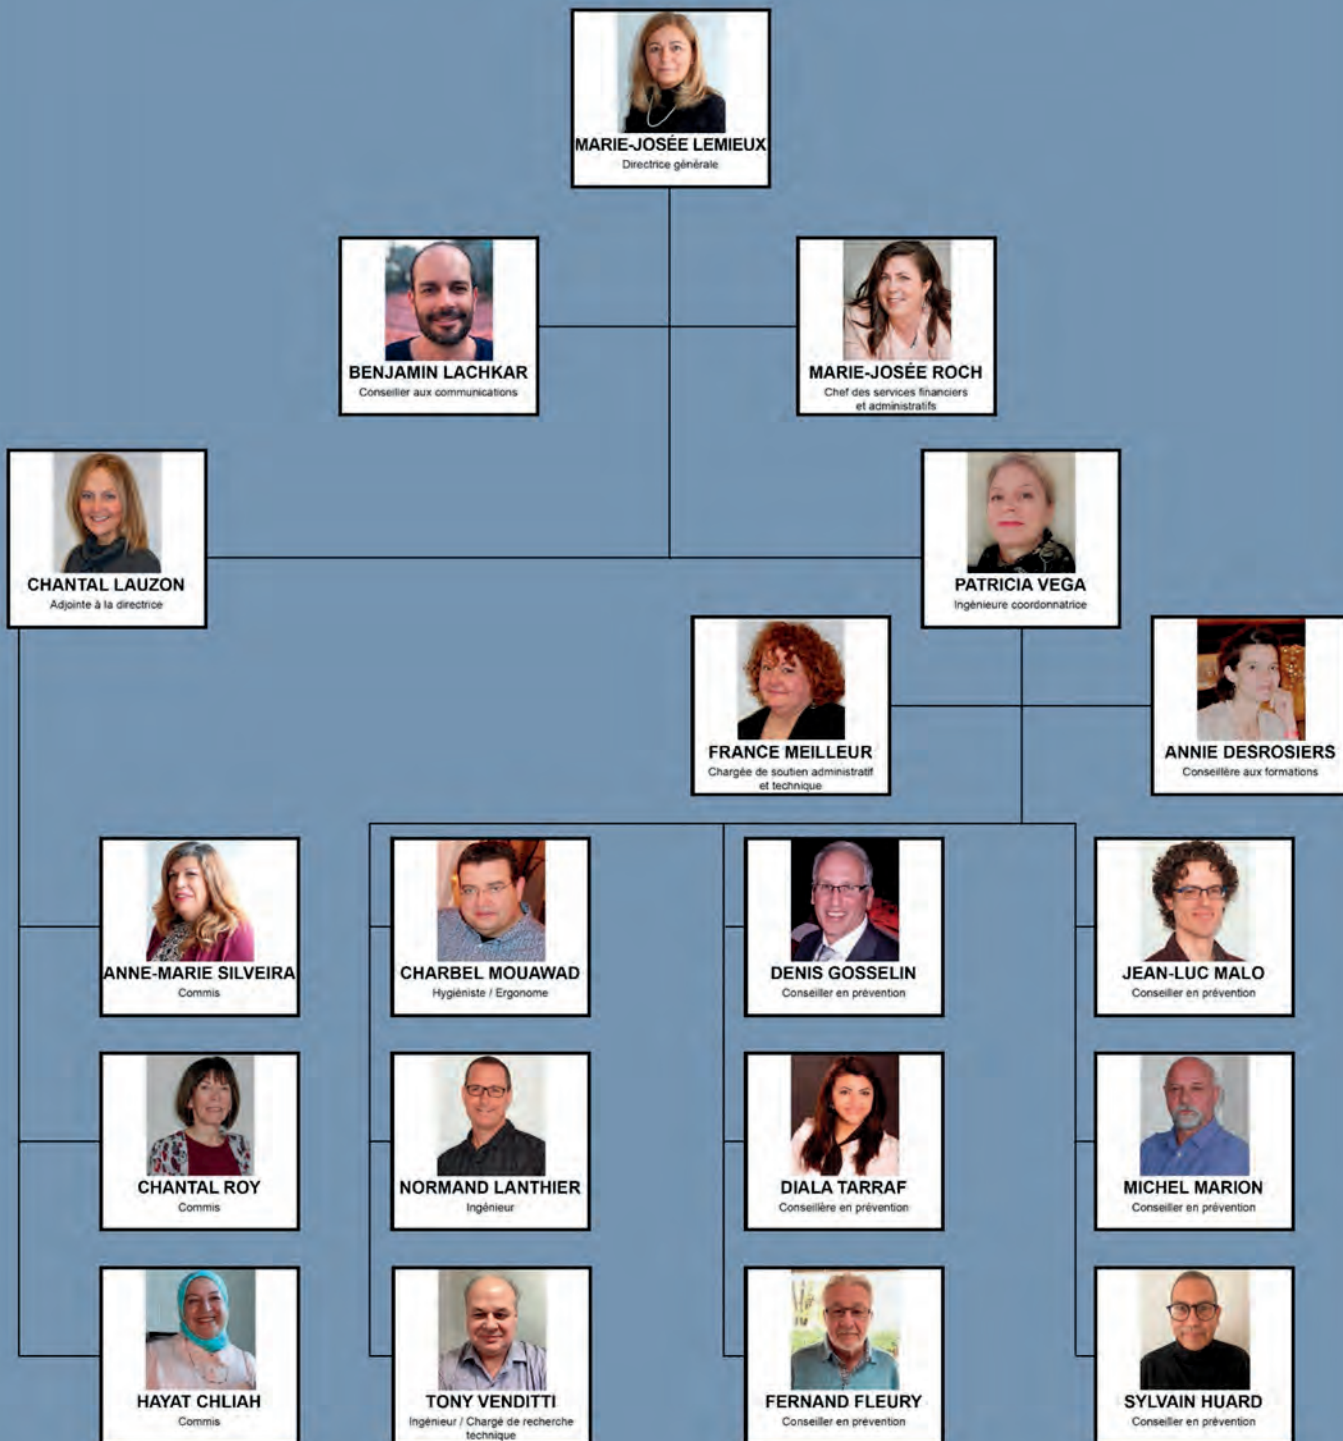 MARIE-JOSÉE LEMIEUX
Directrice générale
BENJAMIN LACHKAR
Conseiller aux communications
MARIE-JOSÉE ROCH
Chef des services financiers
et administratifs
CHANTAL LAUZON
Adjointe à la directrice
PATRICIA VEGA
Ingénieure coordonnatrice
FRANCE MEILLEUR
Chargée de soutien administratif
et technique
ANNIE DESROSIERS
Conseillère aux formations
ANNE-MARIE SILVEIRA
Commis
CHARBEL MOUAWAD
Hygiéniste / Ergonome
DENIS GOSSELIN
Conseiller en prévention
JEAN-LUC MALO
Conseiller en prévention
CHANTAL ROY
Commis
NORMAND LANTHIER
Ingénieur
DIALA TARRAF
Conseillère en prévention
MICHEL MARION
Conseiller en prévention
HAYAT CHLIAH
Commis
TONY VENDITTI
Ingénieur / Chargé de recherche
technique
FERNAND FLEURY
Conseiller en prévention
SYLVAIN HUARD
Conseiller en prévention